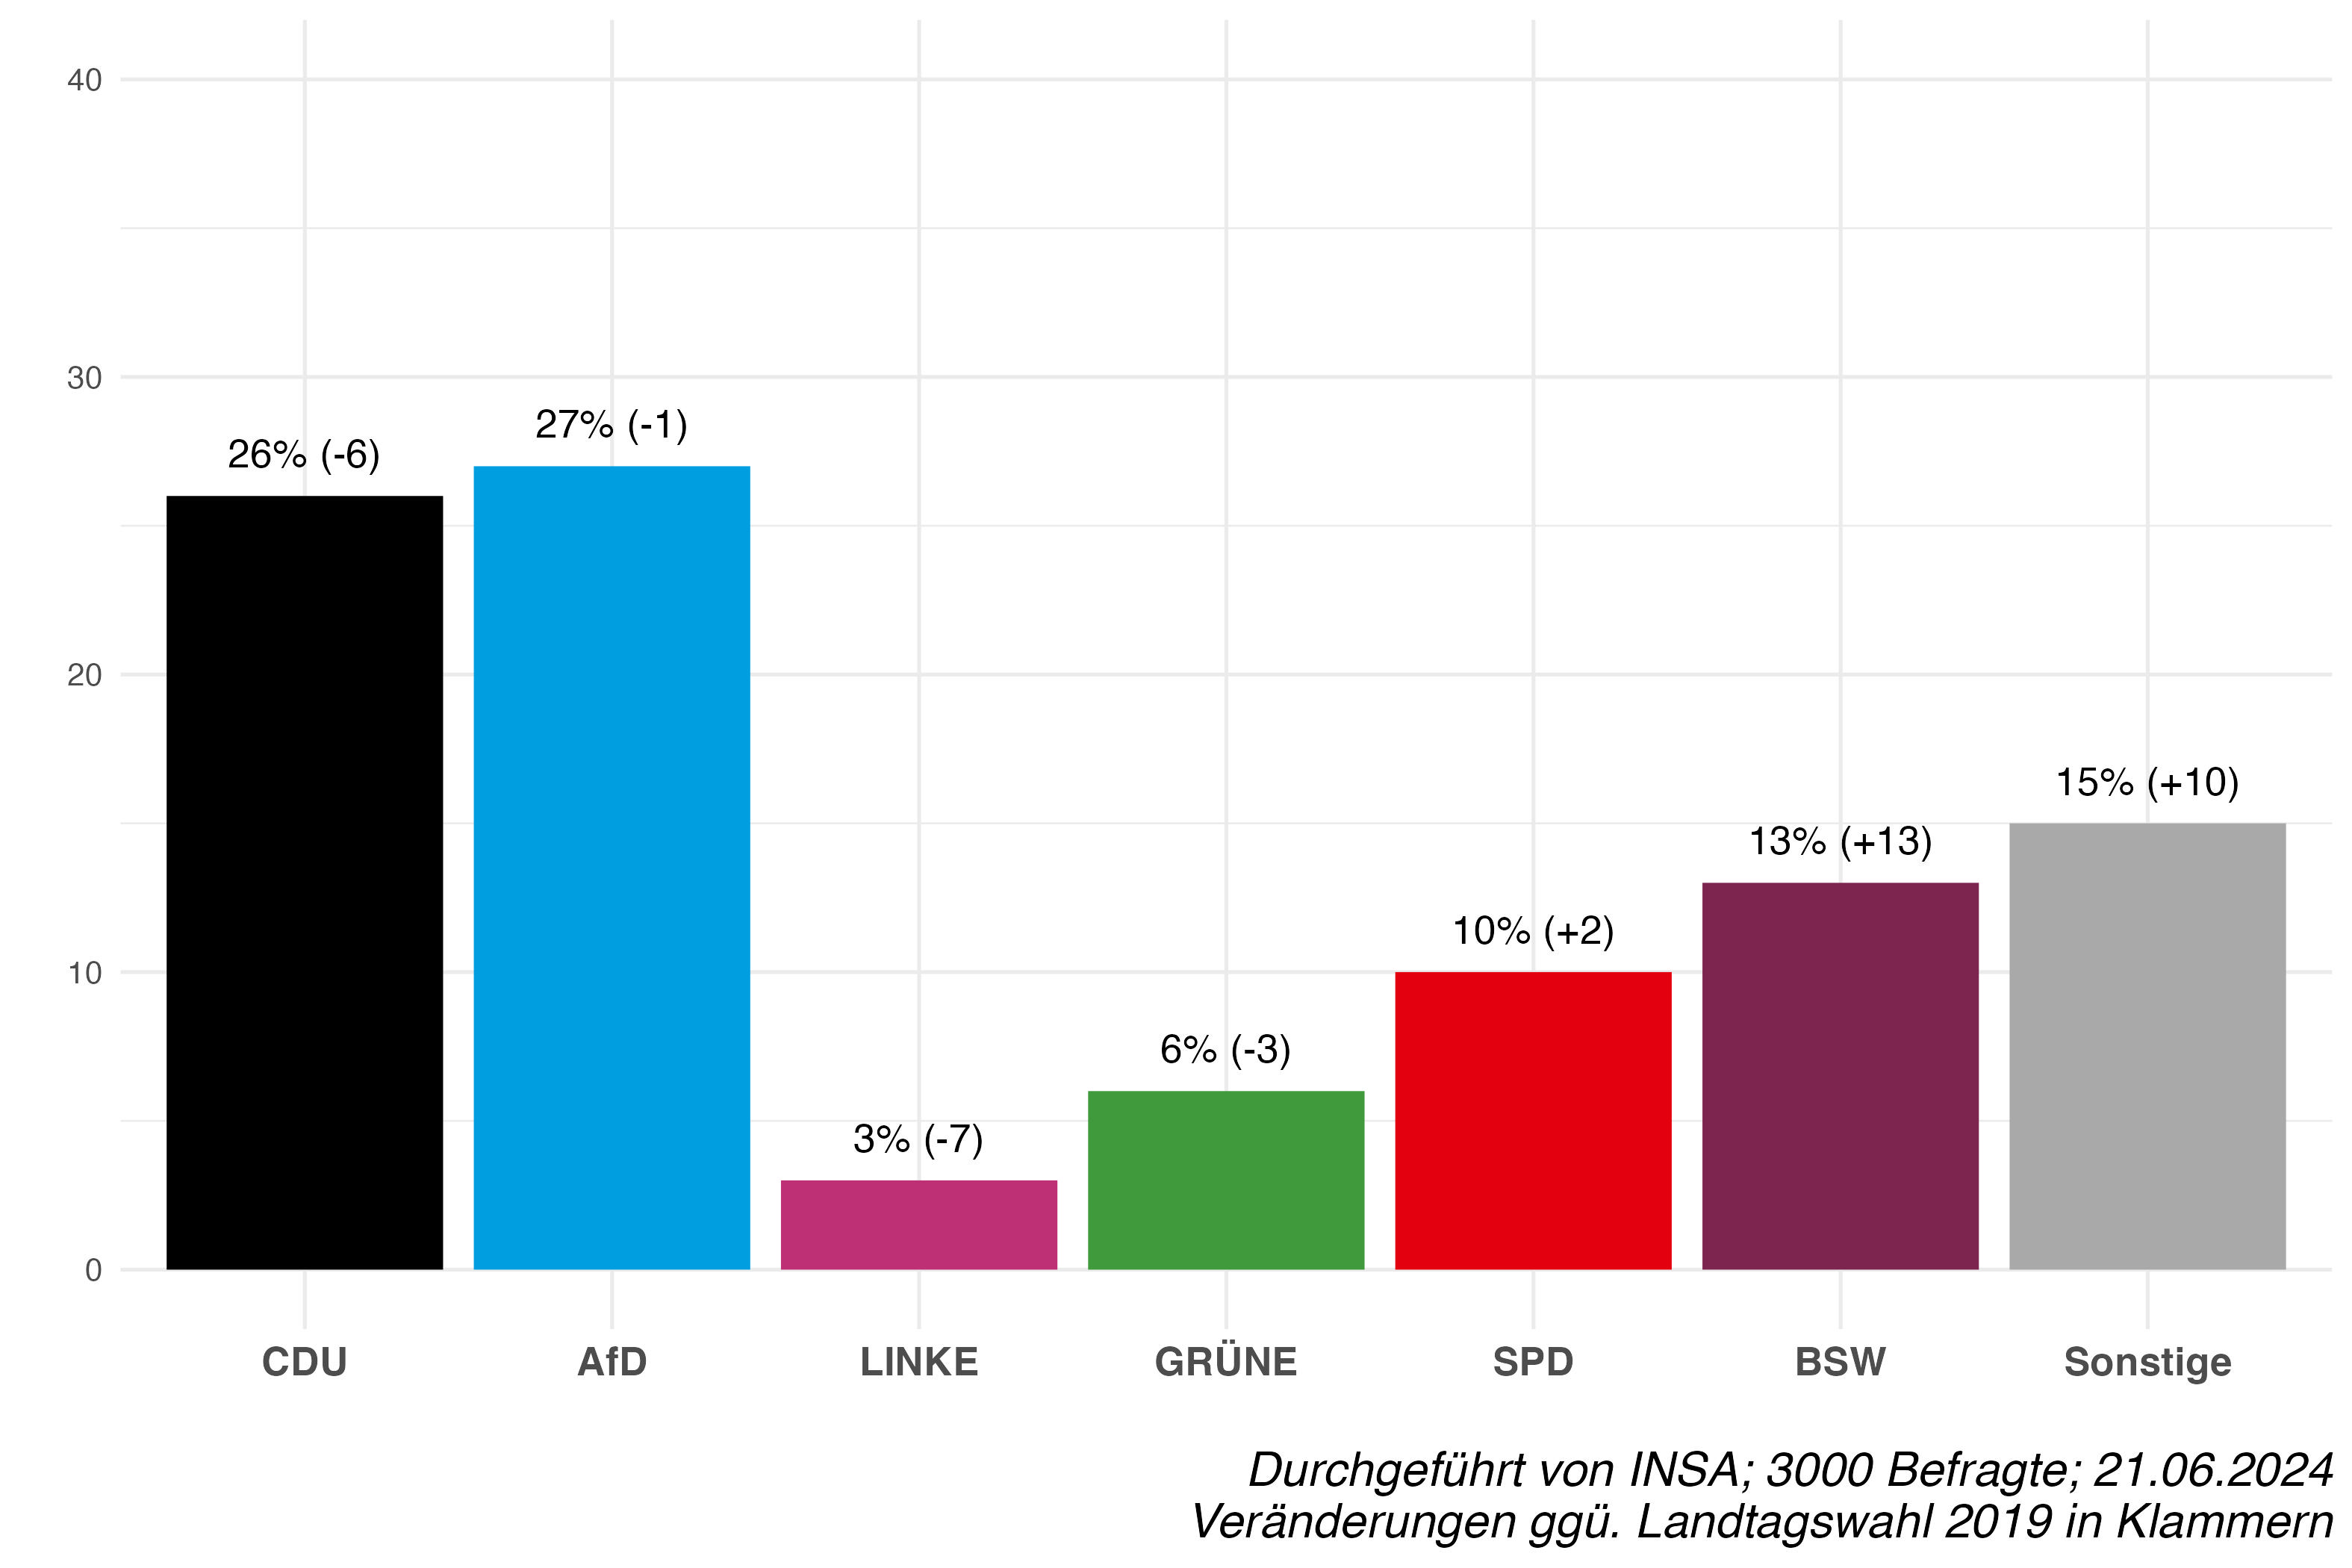 40
30
20
10
0
26% (-6)
27% (-1)
3% (-7)
6% (-3)
10% (+2)
13% (+13)
15% (+10)
CDU
AfD
LINKE
GRÜNE
SPD
BSW
Sonstige
Durchgeführt von INSA; 3000 Befragte; 21.06.2024
Veränderungen ggü. Landtagswahl 2019 in Klammern